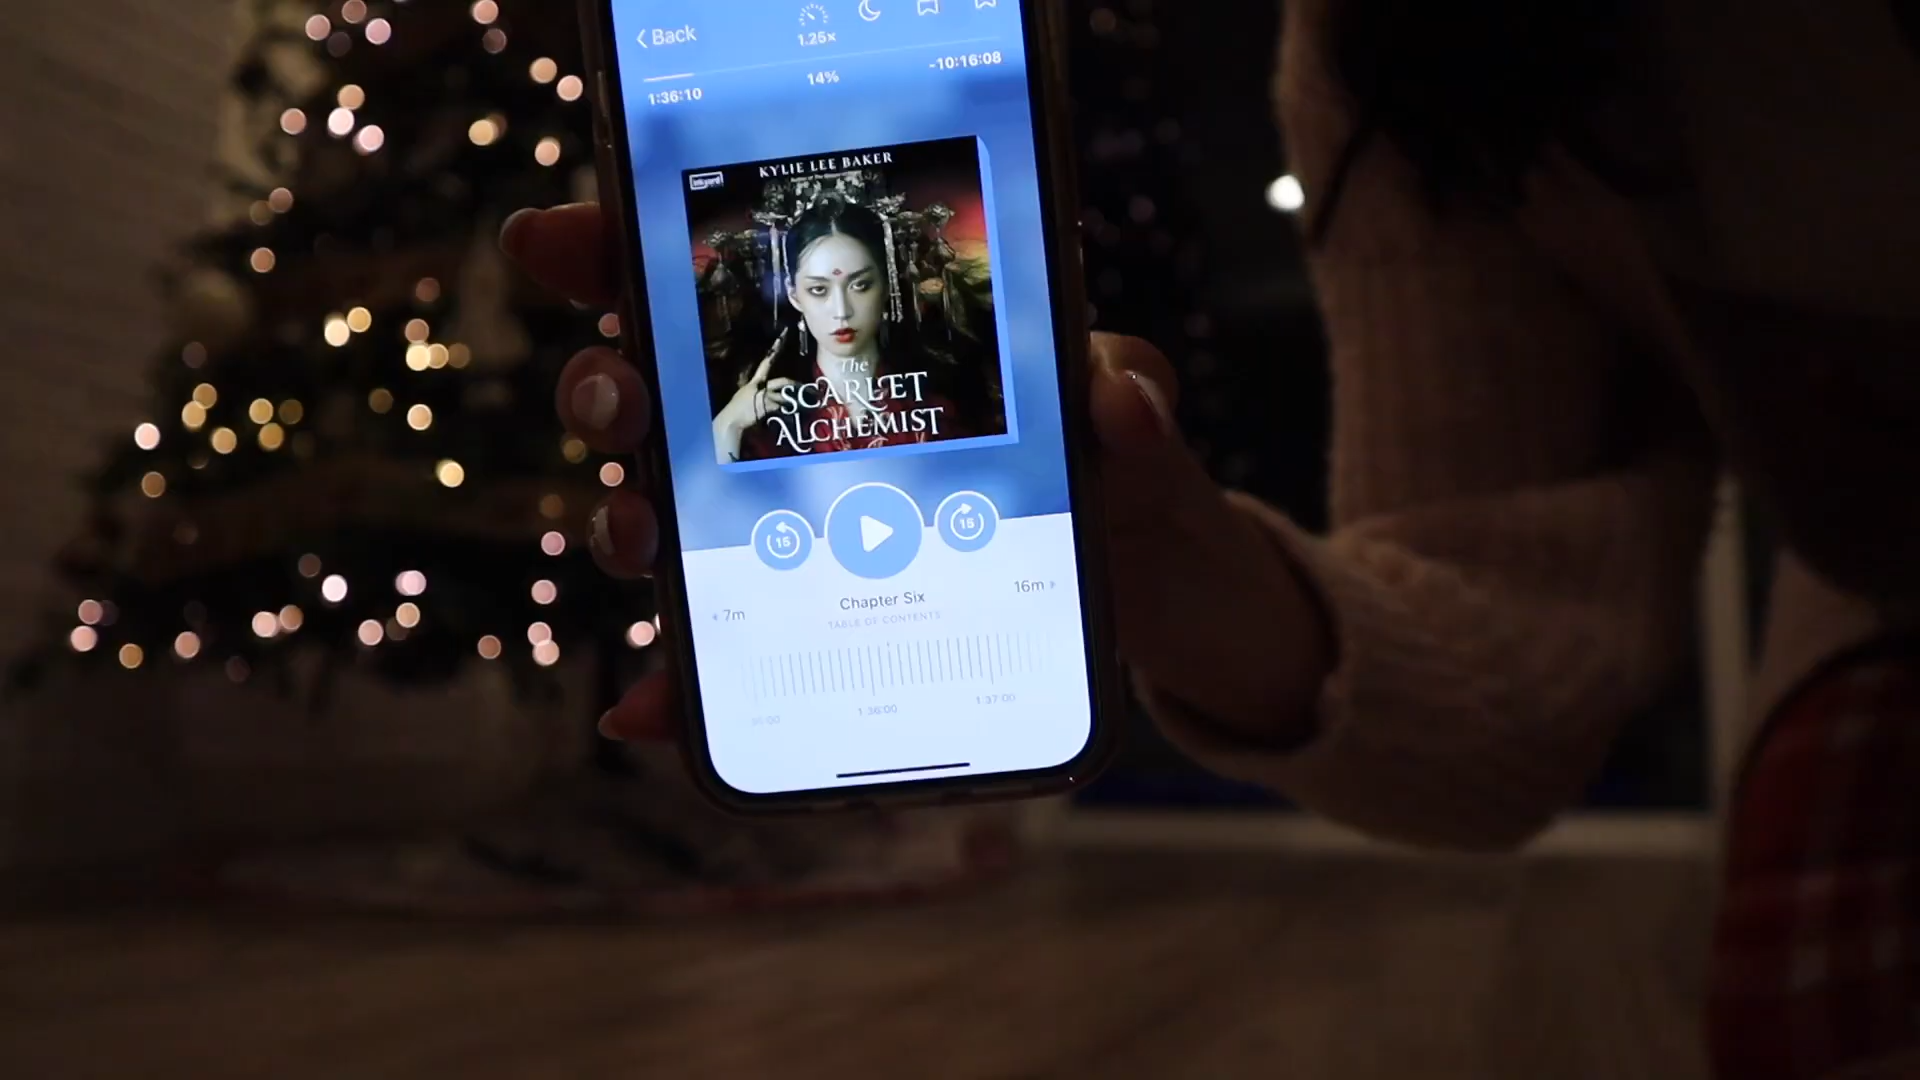 Back
1.25x
1:36:10
14%
-10:16:08
inkyard
KYLIE LEE BAKER
The
SCARLET
ALCHEMIST
15
15
7m
Chapter Six
16m
TABLE OF CONTENTS
1:36:00
1:37:00